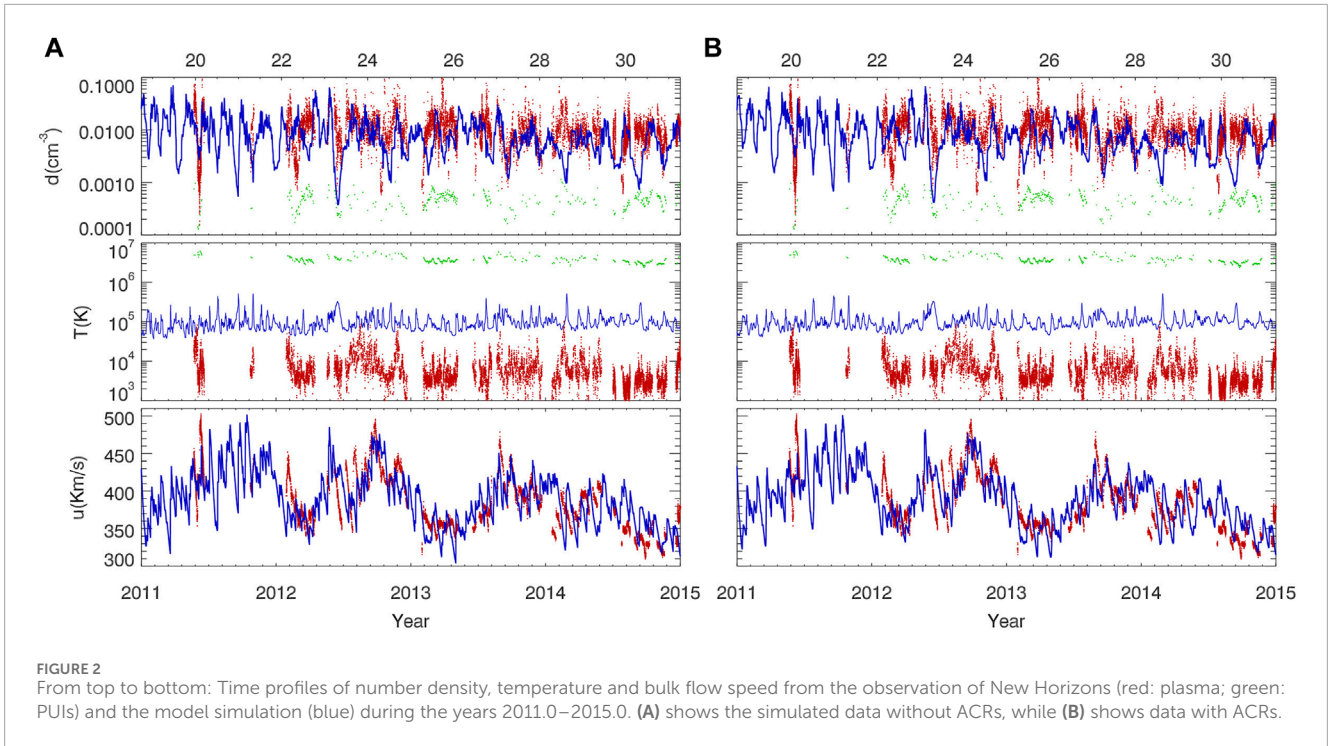 A
B
20 22 24 26 28 30
20 22 24 26 28 30
d(cm⁻³)
0.1000
0.0100
0.0010
0.0001
d(cm⁻³)
T(K)
10⁷
10⁶
10⁵
10⁴
10³
T(K)
u(Km/s)
500
450
400
350
300
u(Km/s)
2011 2012 2013 2014 2015
Year
2011 2012 2013 2014 2015
Year
FIGURE 2
From top to bottom: Time profiles of number density, temperature and bulk flow speed from the observation of New Horizons (red: plasma; green:
PUIs) and the model simulation (blue) during the years 2011.0–2015.0. (A) shows the simulated data without ACRs, while (B) shows data with ACRs.